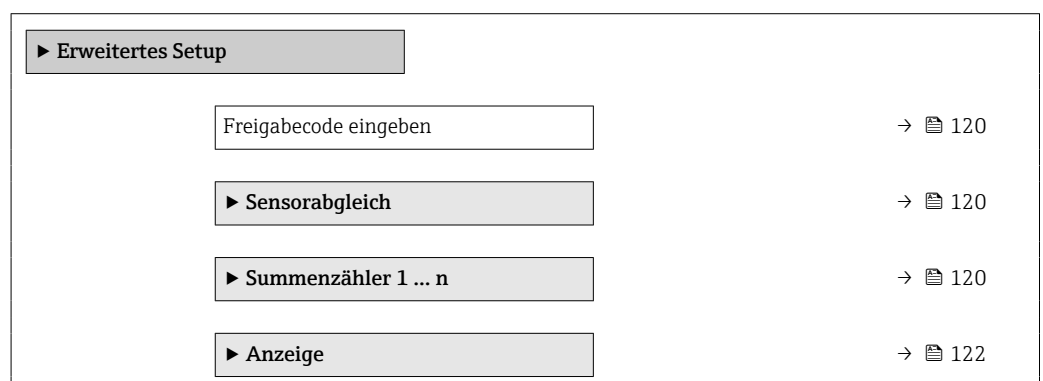 ▶ Erweitertes Setup
Freigabecode eingeben → 120
▶ Sensorabgleich → 120
▶ Summenzähler 1 … n → 120
▶ Anzeige → 122